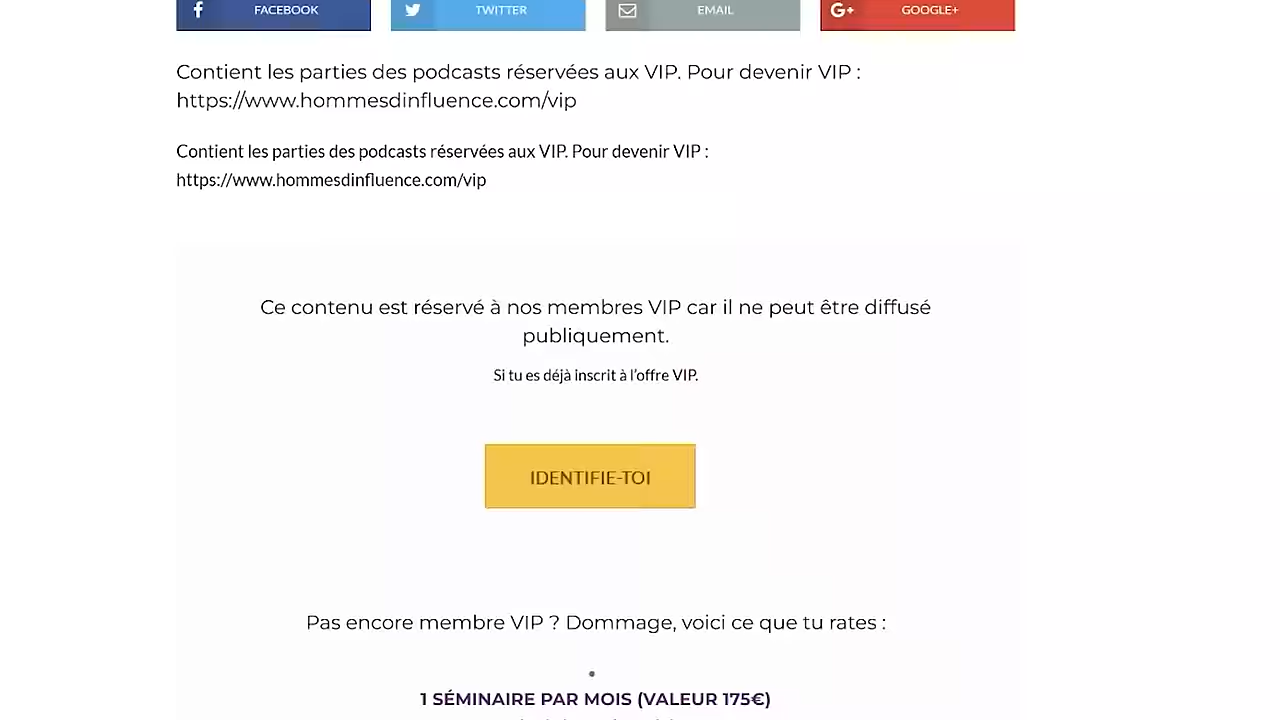 FACEBOOK
TWITTER
EMAIL
G+ GOOGLE+
Contient les parties des podcasts réservées aux VIP. Pour devenir VIP :
https://www.hommesdinfluence.com/vip
Contient les parties des podcasts réservées aux VIP. Pour devenir VIP :
https://www.hommesdinfluence.com/vip
Ce contenu est réservé à nos membres VIP car il ne peut être diffusé
publiquement.
Si tu es déjà inscrit à l'offre VIP.
IDENTIFIE-TOI
Pas encore membre VIP ? Dommage, voici ce que tu rates :
1 SÉMINAIRE PAR MOIS (VALEUR 175€)